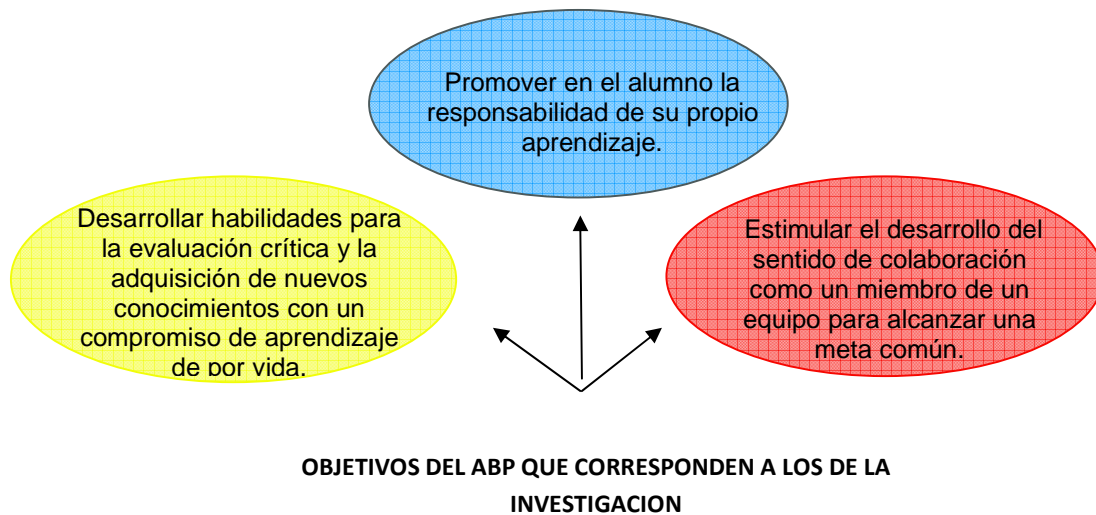 Promover en el alumno la
responsabilidad de su propio
aprendizaje.
Desarrollar habilidades para
la evaluación crítica y la
adquisición de nuevos
conocimientos con un
compromiso de aprendizaje
de por vida.
Estimular el desarrollo del
sentido de colaboración
como un miembro de un
equipo para alcanzar una
meta común.
OBJETIVOS DEL ABP QUE CORRESPONDEN A LOS DE LA
INVESTIGACION